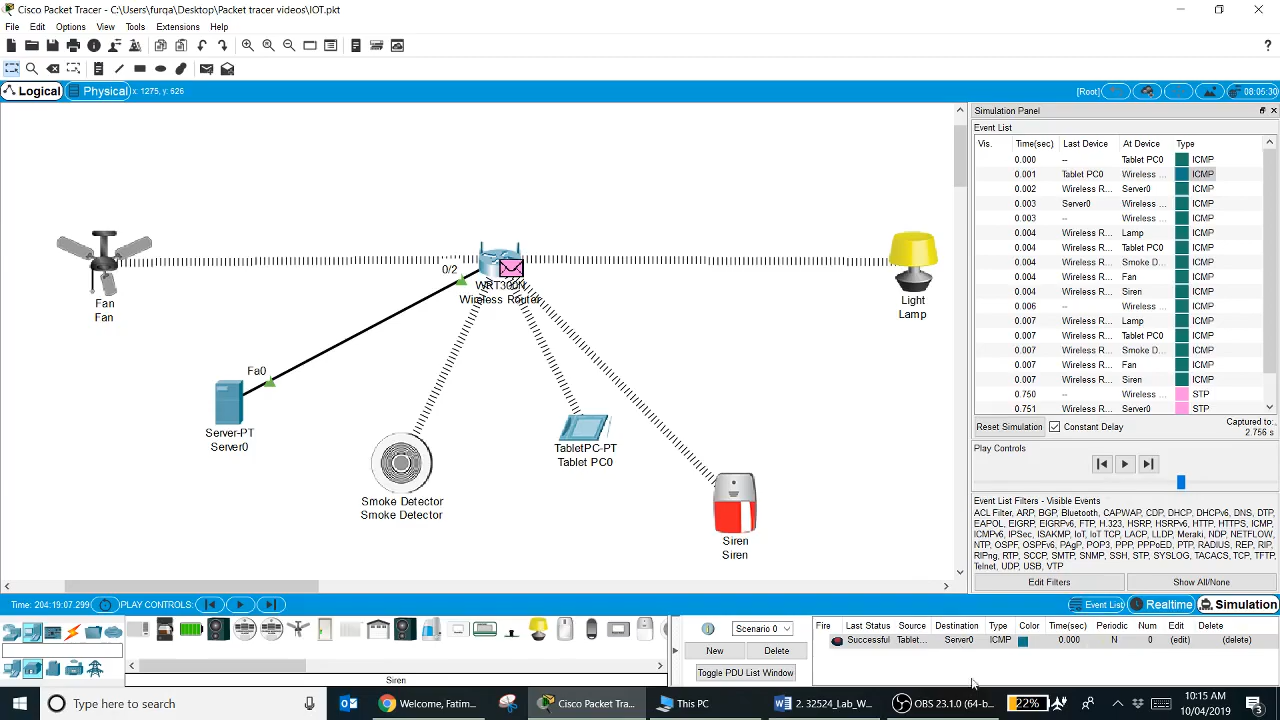 Cisco Packet Tracer - C:\Users\furqa\Desktop\Packet tracer videos\IOT.pkt
File Edit Options View Tools Extensions Help
?
Logical Physical x: 1275, y: 626 [Root] 08:05:30
Simulation Panel
Event List
Vis. Time(sec) Last Device At Device Type
0.000 -- Tablet PC0 ICMP
0.001 Tablet PC0 Wireless ... ICMP
0.002 Wireless R... Server0 ICMP
0.003 Server0 Wireless ... ICMP
0.003 -- Wireless ... ICMP
0.004 Wireless R... Lamp ICMP
0.004 Wireless R... Tablet PC0 ICMP
0.004 Wireless R... Smoke D... ICMP
0.004 Wireless R... Fan ICMP
0.004 Wireless R... Siren ICMP
0.006 -- Wireless ... ICMP
0.007 Wireless R... Lamp ICMP
0.007 Wireless R... Tablet PC0 ICMP
0.007 Wireless R... Smoke D... ICMP
0.007 Wireless R... Fan ICMP
0.007 Wireless R... Siren ICMP
0.750 -- Wireless ... STP
0.751 Wireless R... Server0 STP
Reset Simulation Constant Delay Captured to:
2.756 s
Play Controls
Event List Filters - Visible Events
ACL Filter, ARP, BGP, Bluetooth, CAPWAP, CDP, DHCP, DHCPv6, DNS, DTP,
EAPOL, EIGRP, EIGRPv6, FTP, H.323, HSRP, HSRPv6, HTTP, HTTPS, ICMP,
ICMPv6, IPSec, ISAKMP, IoT, IoT TCP, LACP, LLDP, Meraki, NDP, NETFLOW,
NTP, OSPF, OSPFv6, PAgP, POP3, PPP, PPPoED, PTP, RADIUS, REP, RIP,
RIPng, RTP, SCCP, SMTP, SNMP, SSH, STP, SYSLOG, TACACS, TCP, TFTP,
Telnet, UDP, USB, VTP
Edit Filters Show All/None
Fan
Fan
0/2
WRT300N
Wireless Router
Light
Lamp
Fa0
Server-PT
Server0
Smoke Detector
Smoke Detector
TabletPC-PT
Tablet PC0
Siren
Siren
Time: 204:19:07.299 PLAY CONTROLS: Event List Realtime Simulation
Scenario 0
New Delete
Toggle PDU List Window
Fire Last Status Source Destination Type Color Time(sec) Periodic Num Edit Delete
Successful Tablet... Server0 ICMP 0.000 N 0 (edit) (delete)
Siren
Type here to search
Welcome, Fatim...
Cisco Packet Tra...
This PC
2. 32524_Lab_W...
OBS 23.1.0 (64-b...
22%
10:15 AM
10/04/2019
3